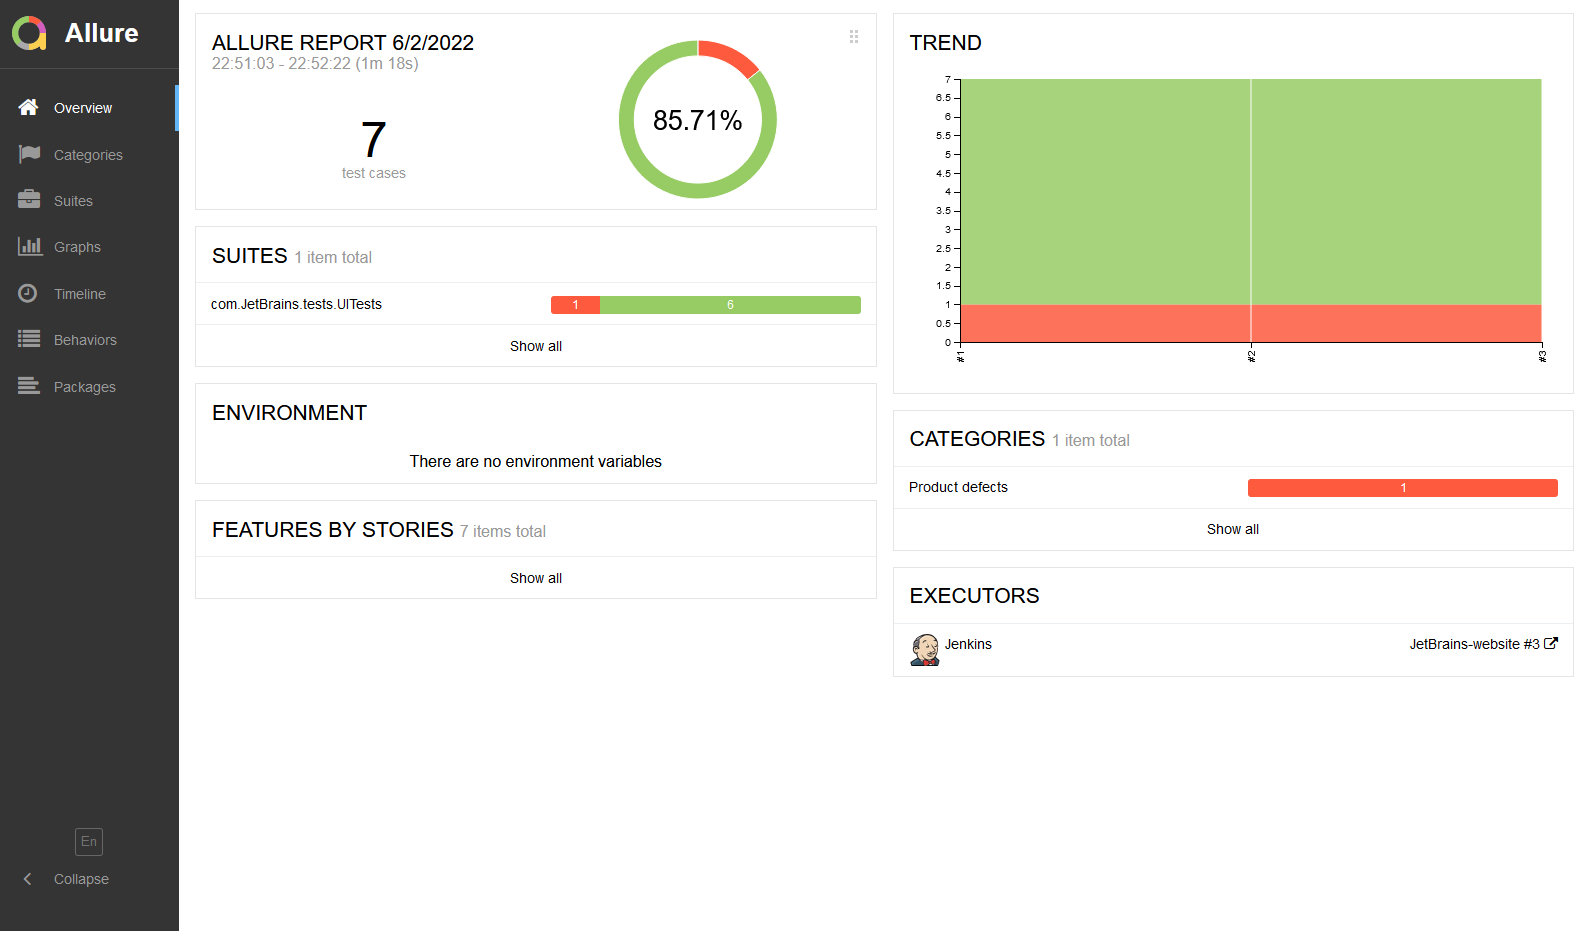 Allure
Overview
Categories
Suites
Graphs
Timeline
Behaviors
Packages
En
Collapse
ALLURE REPORT 6/2/2022
22:51:03 - 22:52:22 (1m 18s)
7
test cases
85.71%
SUITES 1 item total
com.JetBrains.tests.UITests 1 6
Show all
ENVIRONMENT
There are no environment variables
FEATURES BY STORIES 7 items total
Show all
TREND
7
6.5
6
5.5
5
4.5
4
3.5
3
2.5
2
1.5
1
0.5
0
#1 #2 #3
CATEGORIES 1 item total
Product defects 1
Show all
EXECUTORS
Jenkins JetBrains-website #3